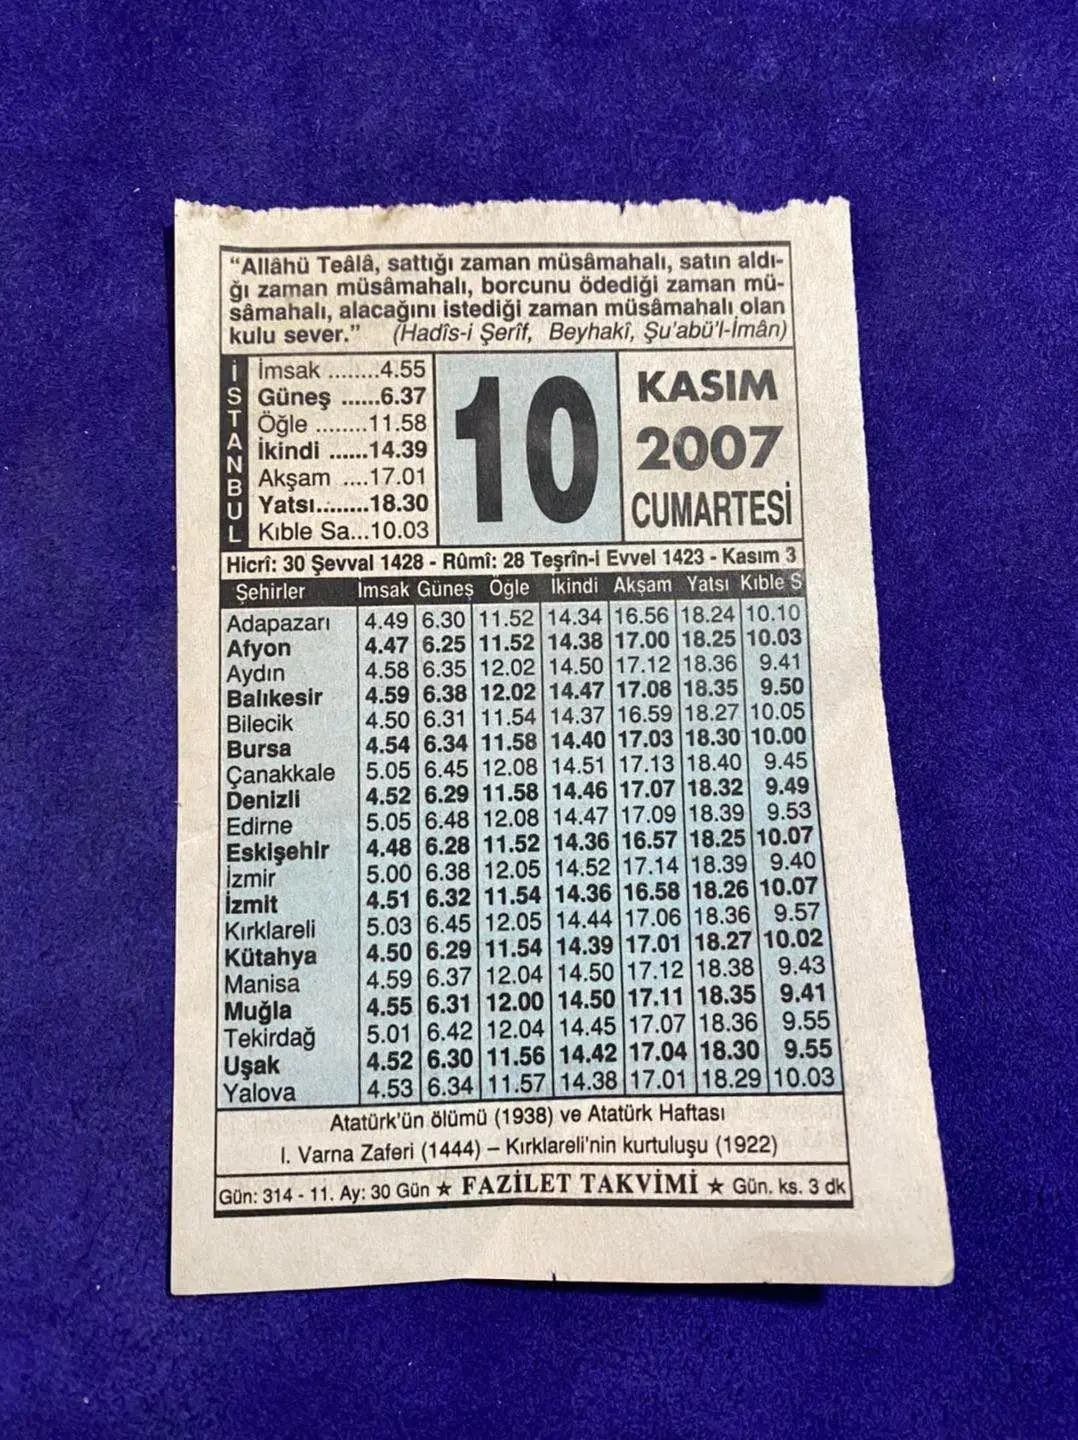 “Allâhü Teâlâ, sattığı zaman müsâmahalı, satın aldı-
ğı zaman müsâmahalı, borcunu ödediği zaman mü-
sâmahalı, alacağını istediği zaman müsâmahalı olan
kulu sever.” (Hadîs-i Şerîf, Beyhakî, Şu'abü'l-İmân)
İSTANBUL
İmsak ........4.55
Güneş ......6.37
Öğle ........11.58
İkindi ......14.39
Akşam ....17.01
Yatsı........18.30
Kıble Sa...10.03
10
KASIM
2007
CUMARTESİ
Hicrî: 30 Şevval 1428 - Rûmî: 28 Teşrîn-i Evvel 1423 - Kasım 3
Şehirler İmsak Güneş Öğle İkindi Akşam Yatsı Kıble S
Adapazarı 4.49 6.30 11.52 14.34 16.56 18.24 10.10
Afyon 4.47 6.25 11.52 14.38 17.00 18.25 10.03
Aydın 4.58 6.35 12.02 14.50 17.12 18.36 9.41
Balıkesir 4.59 6.38 12.02 14.47 17.08 18.35 9.50
Bilecik 4.50 6.31 11.54 14.37 16.59 18.27 10.05
Bursa 4.54 6.34 11.58 14.40 17.03 18.30 10.00
Çanakkale 5.05 6.45 12.08 14.51 17.13 18.40 9.45
Denizli 4.52 6.29 11.58 14.46 17.07 18.32 9.49
Edirne 5.05 6.48 12.08 14.47 17.09 18.39 9.53
Eskişehir 4.48 6.28 11.52 14.36 16.57 18.25 10.07
İzmir 5.00 6.38 12.05 14.52 17.14 18.39 9.40
İzmit 4.51 6.32 11.54 14.36 16.58 18.26 10.07
Kırklareli 5.03 6.45 12.05 14.44 17.06 18.36 9.57
Kütahya 4.50 6.29 11.54 14.39 17.01 18.27 10.02
Manisa 4.59 6.37 12.04 14.50 17.12 18.38 9.43
Muğla 4.55 6.31 12.00 14.50 17.11 18.35 9.41
Tekirdağ 5.01 6.42 12.04 14.45 17.07 18.36 9.55
Uşak 4.52 6.30 11.56 14.42 17.04 18.30 9.55
Yalova 4.53 6.34 11.57 14.38 17.01 18.29 10.03
Atatürk'ün ölümü (1938) ve Atatürk Haftası
I. Varna Zaferi (1444) – Kırklareli'nin kurtuluşu (1922)
Gün: 314 - 11. Ay: 30 Gün ★ FAZİLET TAKVİMİ ★ Gün. ks. 3 dk